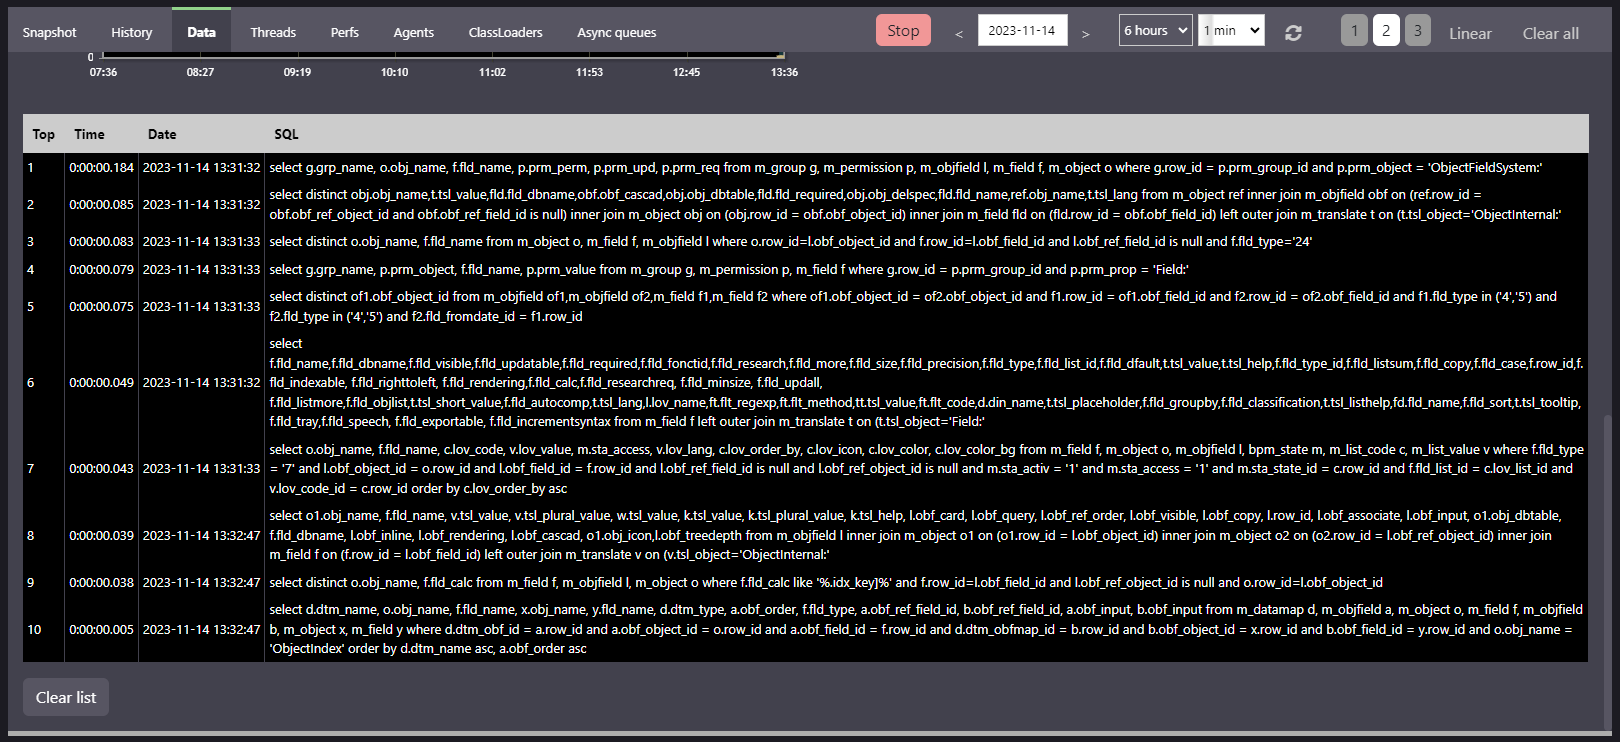 Snapshot History Data Threads Perfs Agents ClassLoaders Async queues Stop < 2023-11-14 > 6 hours 1 min 1 2 3 Linear Clear all
0
07:36 08:27 09:19 10:10 11:02 11:53 12:45 13:36
Top Time Date SQL
1 0:00:00.184 2023-11-14 13:31:32 select g.grp_name, o.obj_name, f.fld_name, p.prm_perm, p.prm_upd, p.prm_req from m_group g, m_permission p, m_objfield l, m_field f, m_object o where g.row_id = p.prm_group_id and p.prm_object = 'ObjectFieldSystem:'
2 0:00:00.085 2023-11-14 13:31:32 select distinct obj.obj_name,t.tsl_value,fld.fld_dbname,obf.obf_cascad,obj.obj_dbtable,fld.fld_required,obj.obj_delspec,fld.fld_name,ref.obj_name,t.tsl_lang from m_object ref inner join m_objfield obf on (ref.row_id =
obf.obf_ref_object_id and obf.obf_ref_field_id is null) inner join m_object obj on (obj.row_id = obf.obf_object_id) inner join m_field fld on (fld.row_id = obf.obf_field_id) left outer join m_translate t on (t.tsl_object='ObjectInternal:'
3 0:00:00.083 2023-11-14 13:31:33 select distinct o.obj_name, f.fld_name from m_object o, m_field f, m_objfield l where o.row_id=l.obf_object_id and f.row_id=l.obf_field_id and l.obf_ref_field_id is null and f.fld_type='24'
4 0:00:00.079 2023-11-14 13:31:33 select g.grp_name, p.prm_object, f.fld_name, p.prm_value from m_group g, m_permission p, m_field f where g.row_id = p.prm_group_id and p.prm_prop = 'Field:'
5 0:00:00.075 2023-11-14 13:31:33 select distinct of1.obf_object_id from m_objfield of1,m_objfield of2,m_field f1,m_field f2 where of1.obf_object_id = of2.obf_object_id and f1.row_id = of1.obf_field_id and f2.row_id = of2.obf_field_id and f1.fld_type in ('4','5') and
f2.fld_type in ('4','5') and f2.fld_fromdate_id = f1.row_id
6 0:00:00.049 2023-11-14 13:31:32 select
f.fld_name,f.fld_dbname,f.fld_visible,f.fld_updatable,f.fld_required,f.fld_fonctid,f.fld_research,f.fld_more,f.fld_size,f.fld_precision,f.fld_type,f.fld_list_id,f.fld_dfault,t.tsl_value,t.tsl_help,f.fld_type_id,f.fld_listsum,f.fld_copy,f.fld_case,f.row_id,f.
fld_indexable, f.fld_righttoleft, f.fld_rendering,f.fld_calc,f.fld_researchreq, f.fld_minsize, f.fld_updall,
f.fld_listmore,f.fld_objlist,t.tsl_short_value,f.fld_autocomp,t.tsl_lang,l.lov_name,ft.flt_regexp,ft.flt_method,tt.tsl_value,ft.flt_code,d.din_name,t.tsl_placeholder,f.fld_groupby,f.fld_classification,t.tsl_listhelp,fd.fld_name,f.fld_sort,t.tsl_tooltip,
f.fld_tray,f.fld_speech, f.fld_exportable, f.fld_incrementsyntax from m_field f left outer join m_translate t on (t.tsl_object='Field:'
7 0:00:00.043 2023-11-14 13:31:33 select o.obj_name, f.fld_name, c.lov_code, v.lov_value, m.sta_access, v.lov_lang, c.lov_order_by, c.lov_icon, c.lov_color, c.lov_color_bg from m_field f, m_object o, m_objfield l, bpm_state m, m_list_code c, m_list_value v where f.fld_type
= '7' and l.obf_object_id = o.row_id and l.obf_field_id = f.row_id and l.obf_ref_field_id is null and l.obf_ref_object_id is null and m.sta_activ = '1' and m.sta_access = '1' and m.sta_state_id = c.row_id and f.fld_list_id = c.lov_list_id and
v.lov_code_id = c.row_id order by c.lov_order_by asc
8 0:00:00.039 2023-11-14 13:32:47 select o1.obj_name, f.fld_name, v.tsl_value, v.tsl_plural_value, w.tsl_value, k.tsl_value, k.tsl_plural_value, k.tsl_help, l.obf_card, l.obf_query, l.obf_ref_order, l.obf_visible, l.obf_copy, l.row_id, l.obf_associate, l.obf_input, o1.obj_dbtable,
f.fld_dbname, l.obf_inline, l.obf_rendering, l.obf_cascad, o1.obj_icon,l.obf_treedepth from m_objfield l inner join m_object o1 on (o1.row_id = l.obf_object_id) inner join m_object o2 on (o2.row_id = l.obf_ref_object_id) inner join
m_field f on (f.row_id = l.obf_field_id) left outer join m_translate v on (v.tsl_object='ObjectInternal:'
9 0:00:00.038 2023-11-14 13:32:47 select distinct o.obj_name, f.fld_calc from m_field f, m_objfield l, m_object o where f.fld_calc like '%.idx_key]%' and f.row_id=l.obf_field_id and l.obf_ref_object_id is null and o.row_id=l.obf_object_id
10 0:00:00.005 2023-11-14 13:32:47 select d.dtm_name, o.obj_name, f.fld_name, x.obj_name, y.fld_name, d.dtm_type, a.obf_order, f.fld_type, a.obf_ref_field_id, b.obf_ref_field_id, a.obf_input, b.obf_input from m_datamap d, m_objfield a, m_object o, m_field f, m_objfield
b, m_object x, m_field y where d.dtm_obf_id = a.row_id and a.obf_object_id = o.row_id and a.obf_field_id = f.row_id and d.dtm_obfmap_id = b.row_id and b.obf_object_id = x.row_id and b.obf_field_id = y.row_id and o.obj_name =
'ObjectIndex' order by d.dtm_name asc, a.obf_order asc
Clear list